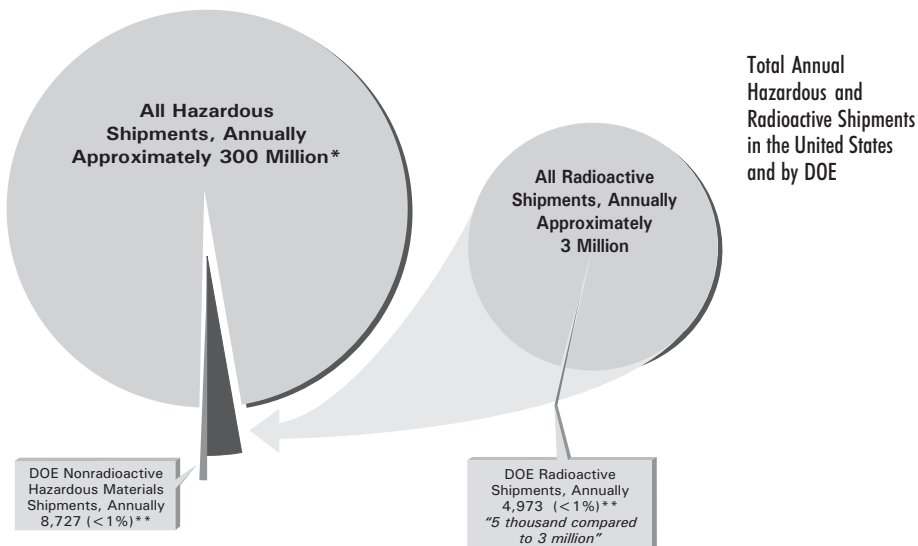 All Hazardous
Shipments, Annually
Approximately 300 Million*
All Radioactive
Shipments, Annually
Approximately
3 Million
Total Annual
Hazardous and
Radioactive Shipments
in the United States
and by DOE
DOE Nonradioactive
Hazardous Materials
Shipments, Annually
8,727 (<1%)**
DOE Radioactive
Shipments, Annually
4,973 (<1%)**
“5 thousand compared
to 3 million”